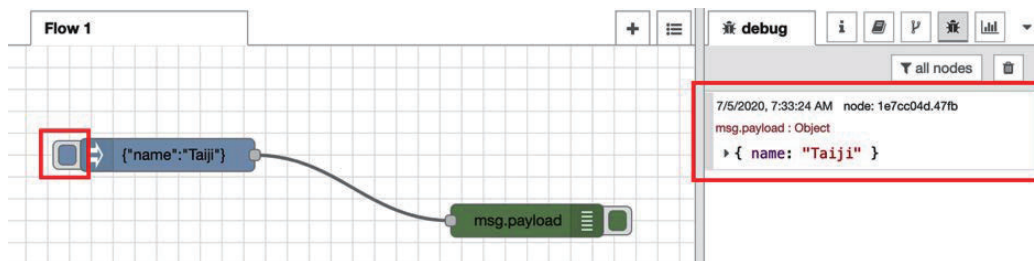 Flow 1
debug
i
all nodes
7/5/2020, 7:33:24 AM node: 1e7cc04d.47fb
msg.payload : Object
{ name: "Taiji" }
{"name":"Taiji"}
msg.payload